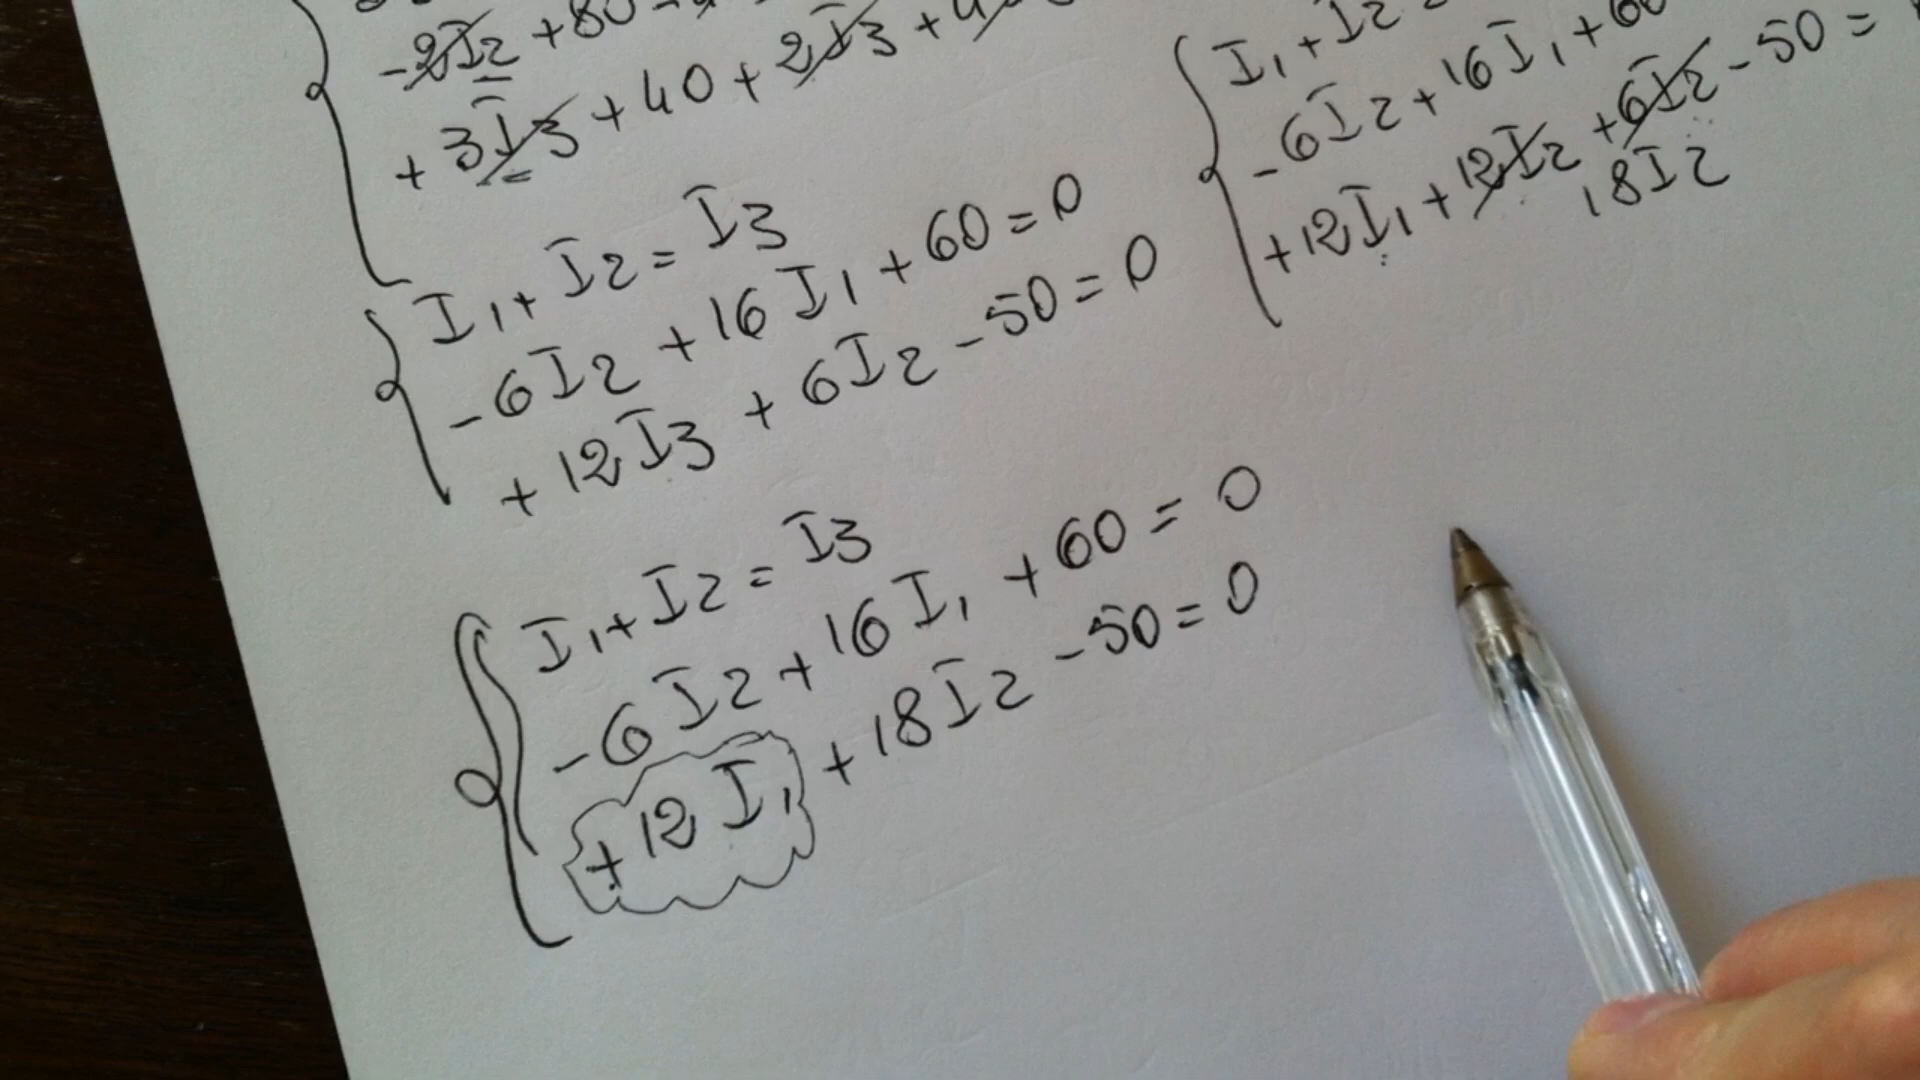 -2I2 +80
+ 3I3 + 40 + 2I3 +
I1 + I2 = I3
-6I2 + 16I1 + 60 = 0
+ 12I3 + 6I2 - 50 = 0
I1 + I2 = I3
-6I2 + 16I1 + 60 = 0
+12I1 + 18I2 - 50 = 0
I1 + I2
-6I2 + 16I1 + 60
+12I1 + 12I2 + 6I2 - 50 =
18I2